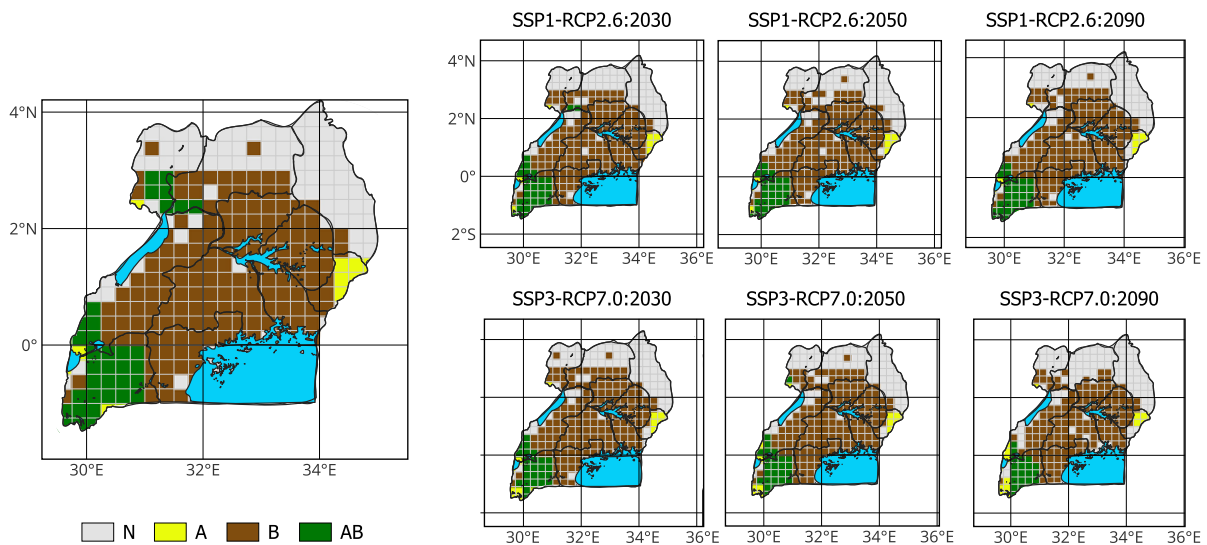 SSP1-RCP2.6:2030 SSP1-RCP2.6:2050 SSP1-RCP2.6:2090
4°N
2°N
0°
2°S
30°E 32°E 34°E 36°E 30°E 32°E 34°E 36°E 30°E 32°E 34°E 36°E
4°N
2°N
0°
30°E 32°E 34°E
SSP3-RCP7.0:2030 SSP3-RCP7.0:2050 SSP3-RCP7.0:2090
30°E 32°E 34°E 36°E 30°E 32°E 34°E 36°E 30°E 32°E 34°E 36°E
N A B AB